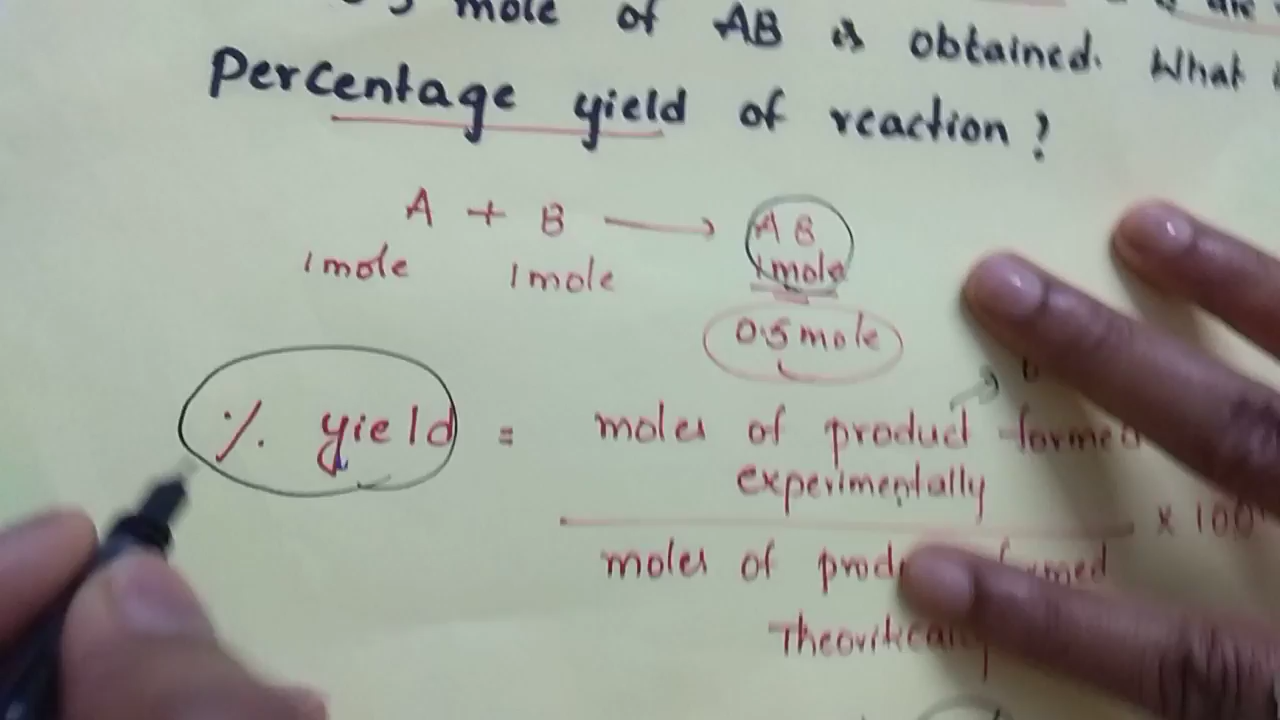 mole of AB is obtained. What
Percentage yield of reaction?
A + B ⟶ AB
1mole 1mole 1mole
0.5mole
% yield = moles of product formed
experimentally
× 100
moles of
Theoritically